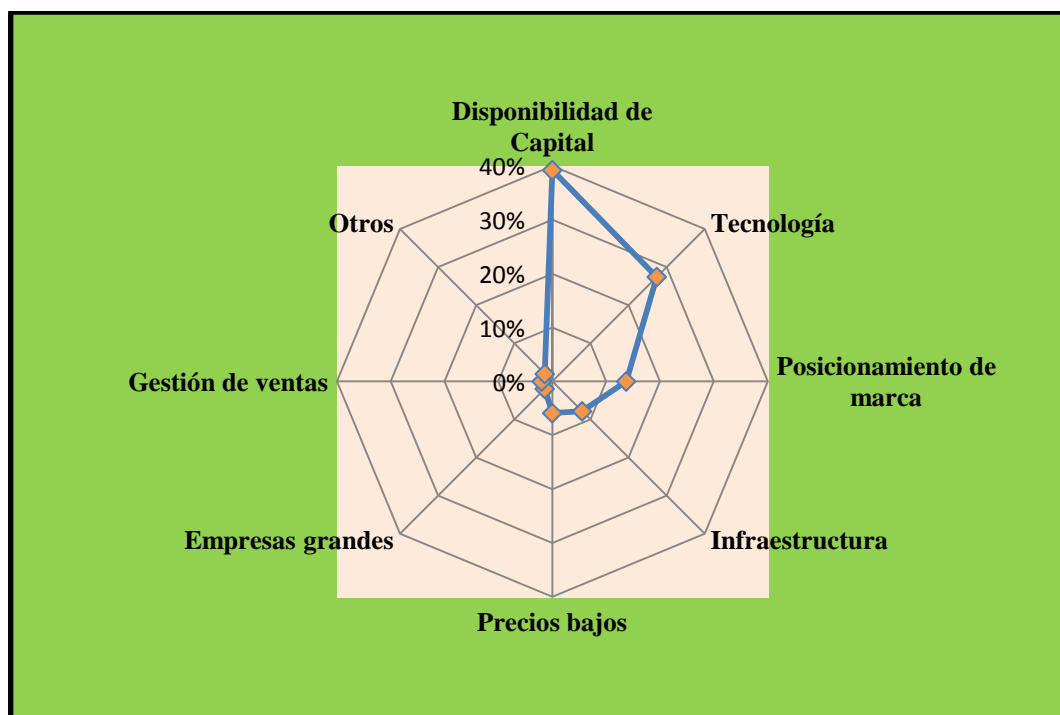 Disponibilidad de
Capital
40%
Otros
Tecnología
30%
20%
10%
Gestión de ventas
0%
Posicionamiento de
marca
Empresas grandes
Infraestructura
Precios bajos